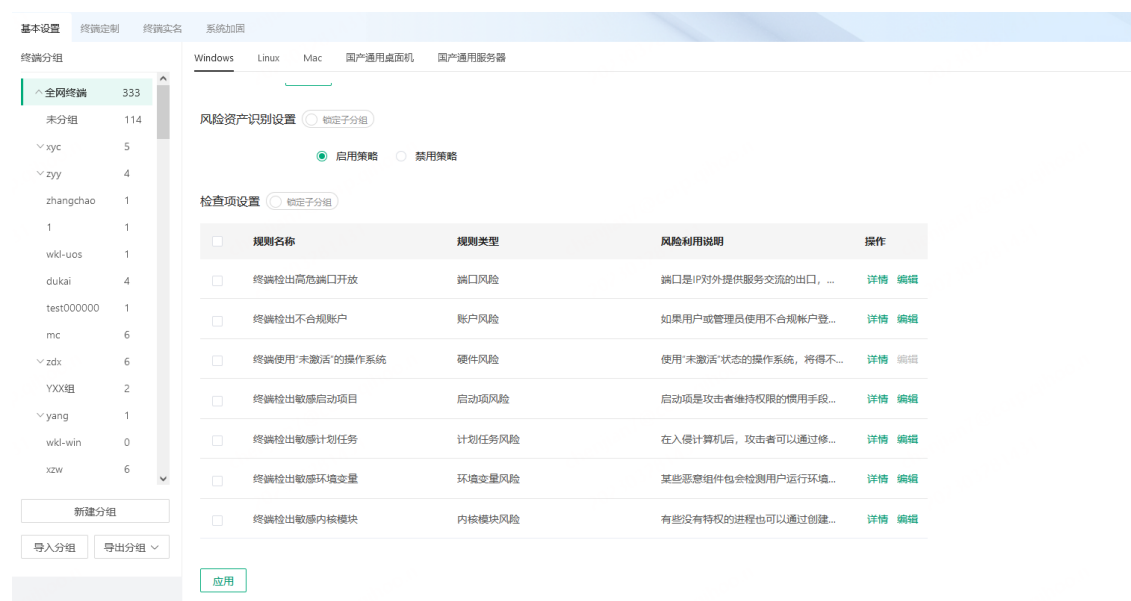 基本设置 终端定制 终端实名 系统加固
终端分组
Windows Linux Mac 国产通用桌面机 国产通用服务器
全网终端 333
未分组 114
xyc 5
zyy 4
zhangchao 1
1 1
wkl-uos 1
dukai 4
test000000 1
mc 6
zdx 6
YXX组 2
yang 1
wkl-win 0
xzw 6
新建分组
导入分组 导出分组
风险资产识别设置 锁定子分组
启用策略 禁用策略
检查项设置 锁定子分组
规则名称 规则类型 风险利用说明 操作
终端检出高危端口开放 端口风险 端口是IP对外提供服务交流的出口，... 详情 编辑
终端检出不合规账户 账户风险 如果用户或管理员使用不合规帐户登... 详情 编辑
终端使用“未激活”的操作系统 硬件风险 使用“未激活”状态的操作系统，将得不... 详情 编辑
终端检出敏感启动项目 启动项风险 启动项是攻击者维持权限的惯用手段... 详情 编辑
终端检出敏感计划任务 计划任务风险 在入侵计算机后，攻击者可以通过修... 详情 编辑
终端检出敏感环境变量 环境变量风险 某些恶意组件包会检测用户运行环境... 详情 编辑
终端检出敏感内核模块 内核模块风险 有些没有特权的进程也可以通过创建... 详情 编辑
应用